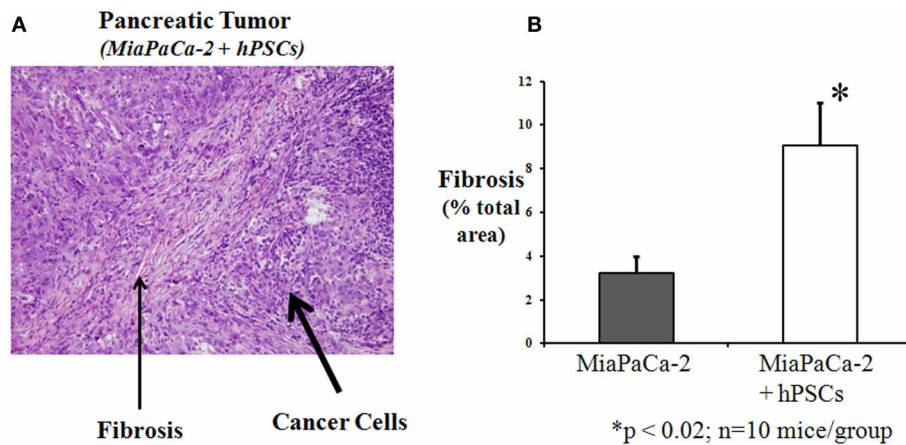 A
Pancreatic Tumor
(MiaPaCa-2 + hPSCs)
Fibrosis
Cancer Cells
B
12
10
8
6
4
2
0
Fibrosis
(% total
area)
*
MiaPaCa-2
MiaPaCa-2
+ hPSCs
*p < 0.02; n=10 mice/group